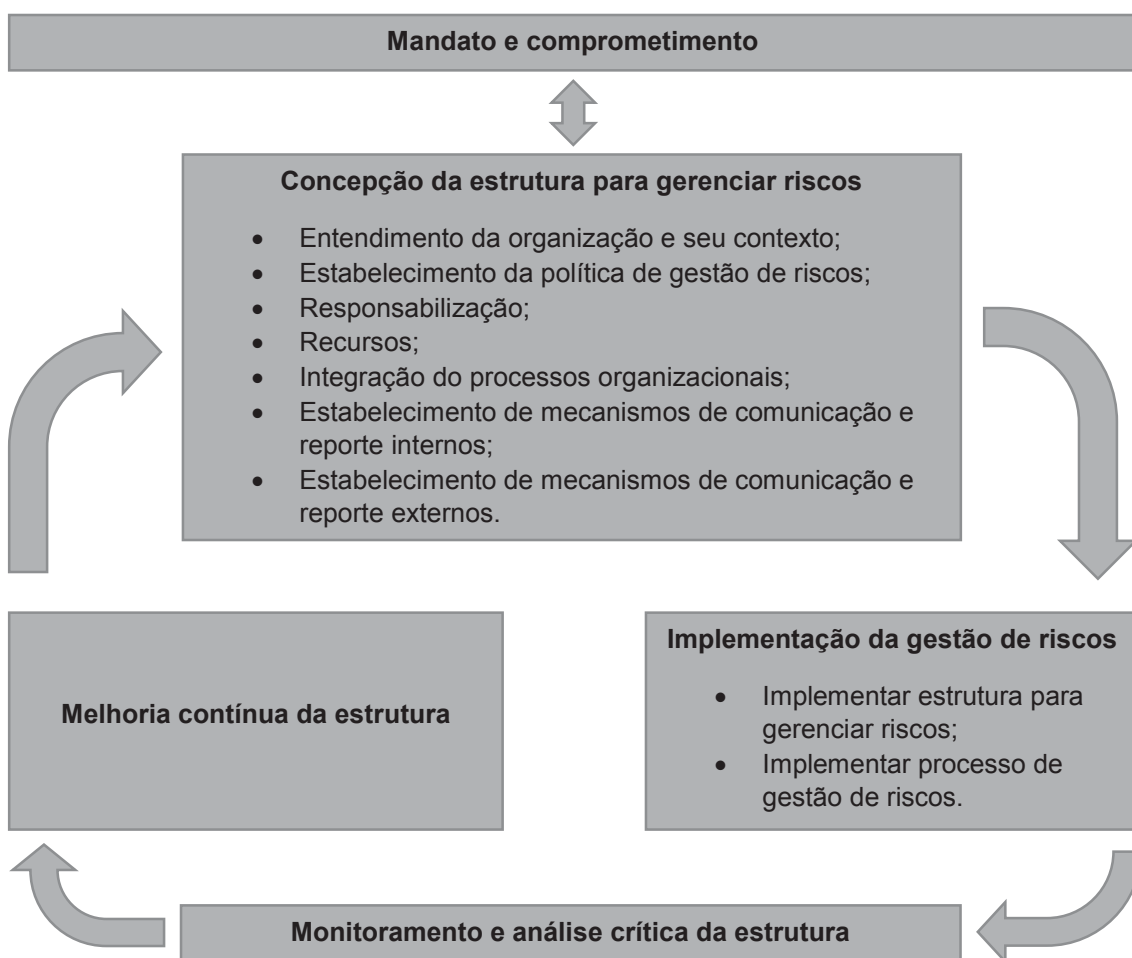 Mandato e comprometimento
Concepção da estrutura para gerenciar riscos
• Entendimento da organização e seu contexto;
• Estabelecimento da política de gestão de riscos;
• Responsabilização;
• Recursos;
• Integração do processos organizacionais;
• Estabelecimento de mecanismos de comunicação e
reporte internos;
• Estabelecimento de mecanismos de comunicação e
reporte externos.
Melhoria contínua da estrutura
Implementação da gestão de riscos
• Implementar estrutura para
gerenciar riscos;
• Implementar processo de
gestão de riscos.
Monitoramento e análise crítica da estrutura